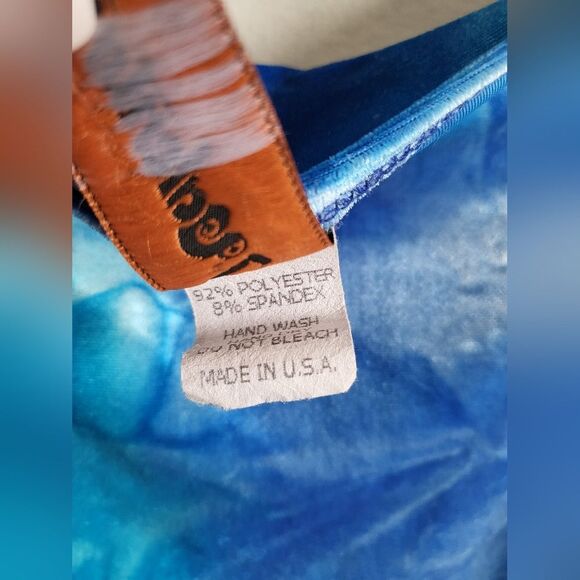 92% POLYESTER
8% SPANDEX
HAND WASH
DO NOT BLEACH
MADE IN U.S.A.